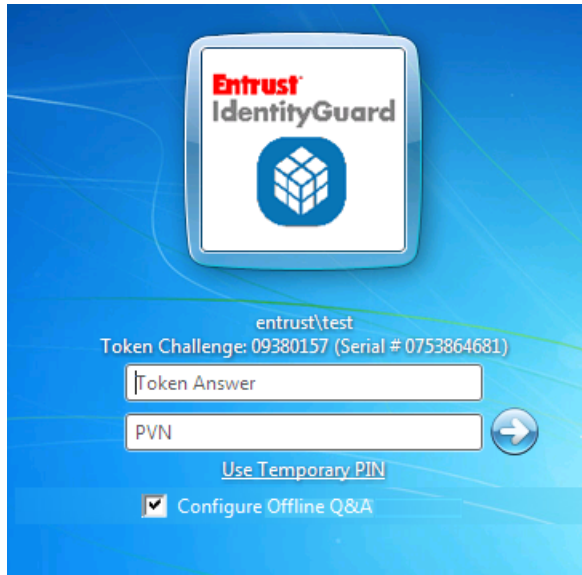 Entrust
IdentityGuard
entrust\test
Token Challenge: 09380157 (Serial # 0753864681)
Token Answer
PVN
Use Temporary PIN
Configure Offline Q&A